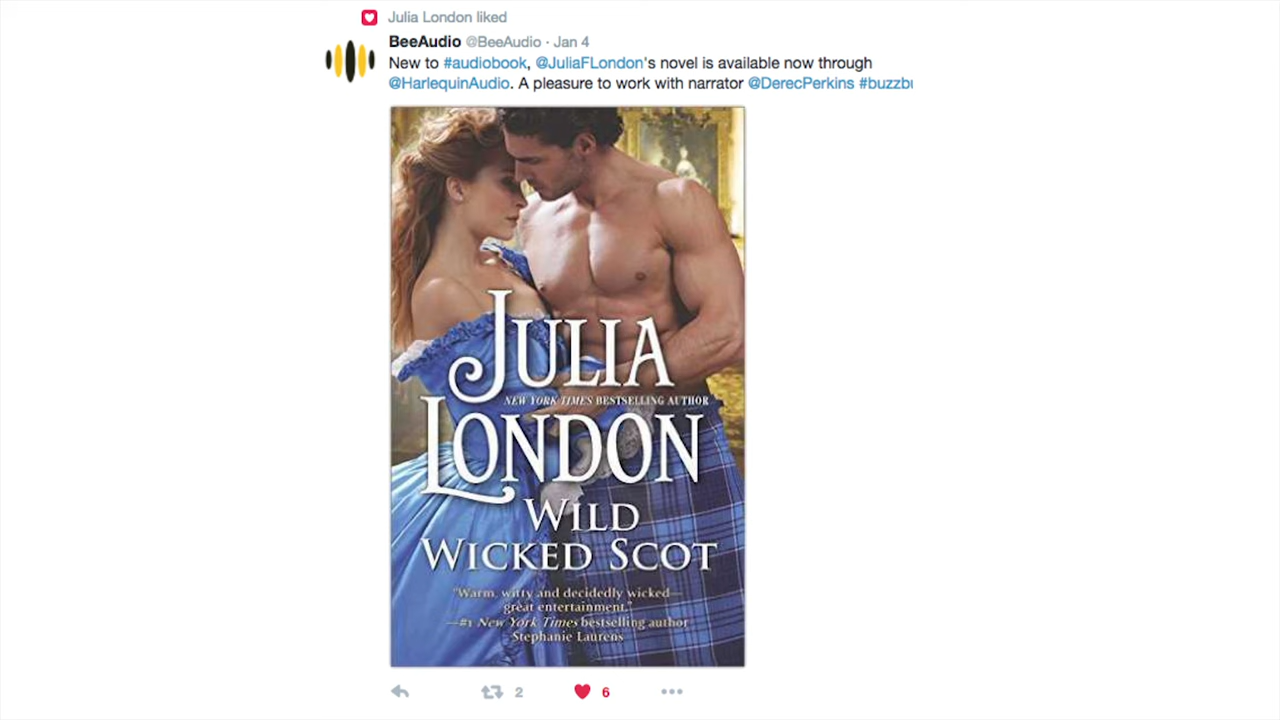 Julia London liked
BeeAudio @BeeAudio · Jan 4
New to #audiobook, @JuliaFLondon's novel is available now through
@HarlequinAudio. A pleasure to work with narrator @DerecPerkins #buzzbu
JULIA
NEW YORK TIMES BESTSELLING AUTHOR
LONDON
WILD
WICKED SCOT
"Warm, witty and decidedly wicked—
great entertainment."
—#1 New York Times bestselling author
Stephanie Laurens
2 6